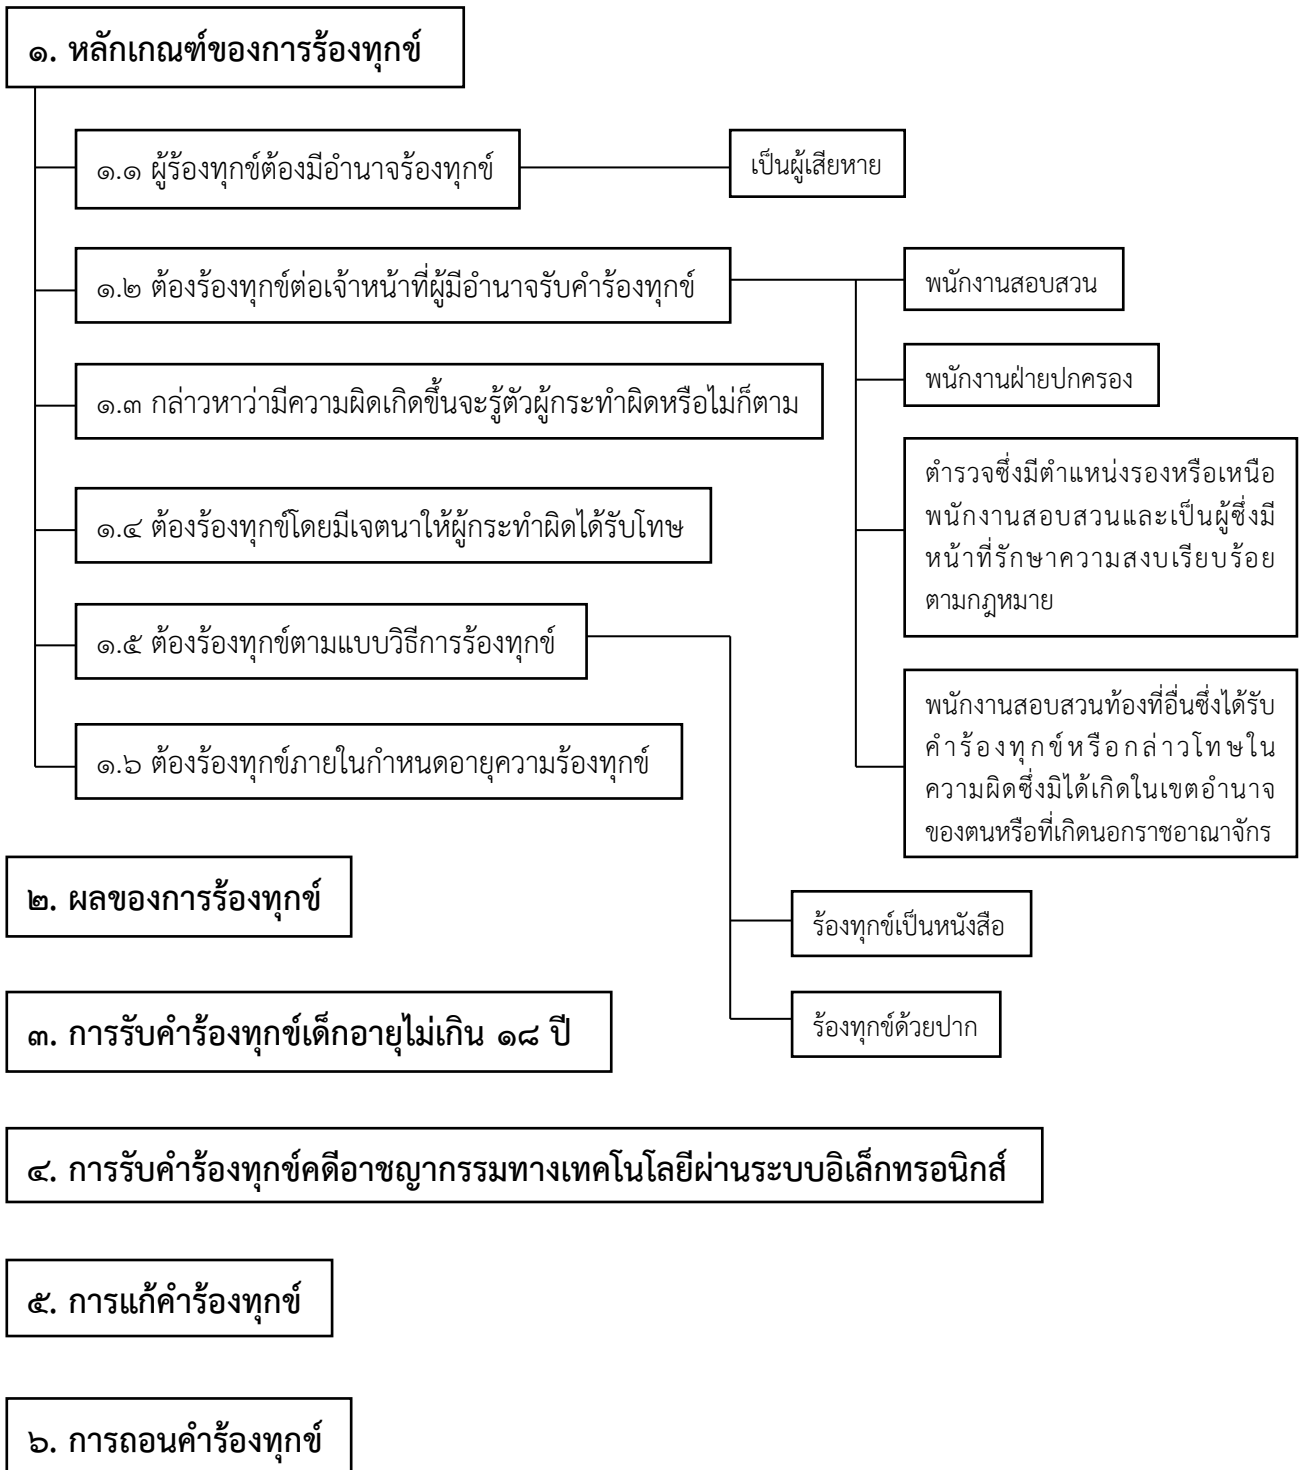 ๑. หลักเกณฑ์ของการร้องทุกข์
๑.๑ ผู้ร้องทุกข์ต้องมีอำนาจร้องทุกข์
เป็นผู้เสียหาย
๑.๒ ต้องร้องทุกข์ต่อเจ้าหน้าที่ผู้มีอำนาจรับคำร้องทุกข์
พนักงานสอบสวน
พนักงานฝ่ายปกครอง
ตำรวจซึ่งมีตำแหน่งรองหรือเหนือ
พนักงานสอบสวนและเป็นผู้ซึ่งมี
หน้าที่รักษาความสงบเรียบร้อย
ตามกฎหมาย
พนักงานสอบสวนท้องที่อื่นซึ่งได้รับ
คำร้องทุกข์หรือกล่าวโทษใน
ความผิดซึ่งมิได้เกิดในเขตอำนาจ
ของตนหรือที่เกิดนอกราชอาณาจักร
๑.๓ กล่าวหาว่ามีความผิดเกิดขึ้นจะรู้ตัวผู้กระทำผิดหรือไม่ก็ตาม
๑.๔ ต้องร้องทุกข์โดยมีเจตนาให้ผู้กระทำผิดได้รับโทษ
๑.๕ ต้องร้องทุกข์ตามแบบวิธีการร้องทุกข์
ร้องทุกข์เป็นหนังสือ
ร้องทุกข์ด้วยปาก
๑.๖ ต้องร้องทุกข์ภายในกำหนดอายุความร้องทุกข์
๒. ผลของการร้องทุกข์
๓. การรับคำร้องทุกข์เด็กอายุไม่เกิน ๑๘ ปี
๔. การรับคำร้องทุกข์คดีอาชญากรรมทางเทคโนโลยีผ่านระบบอิเล็กทรอนิกส์
๕. การแก้คำร้องทุกข์
๖. การถอนคำร้องทุกข์